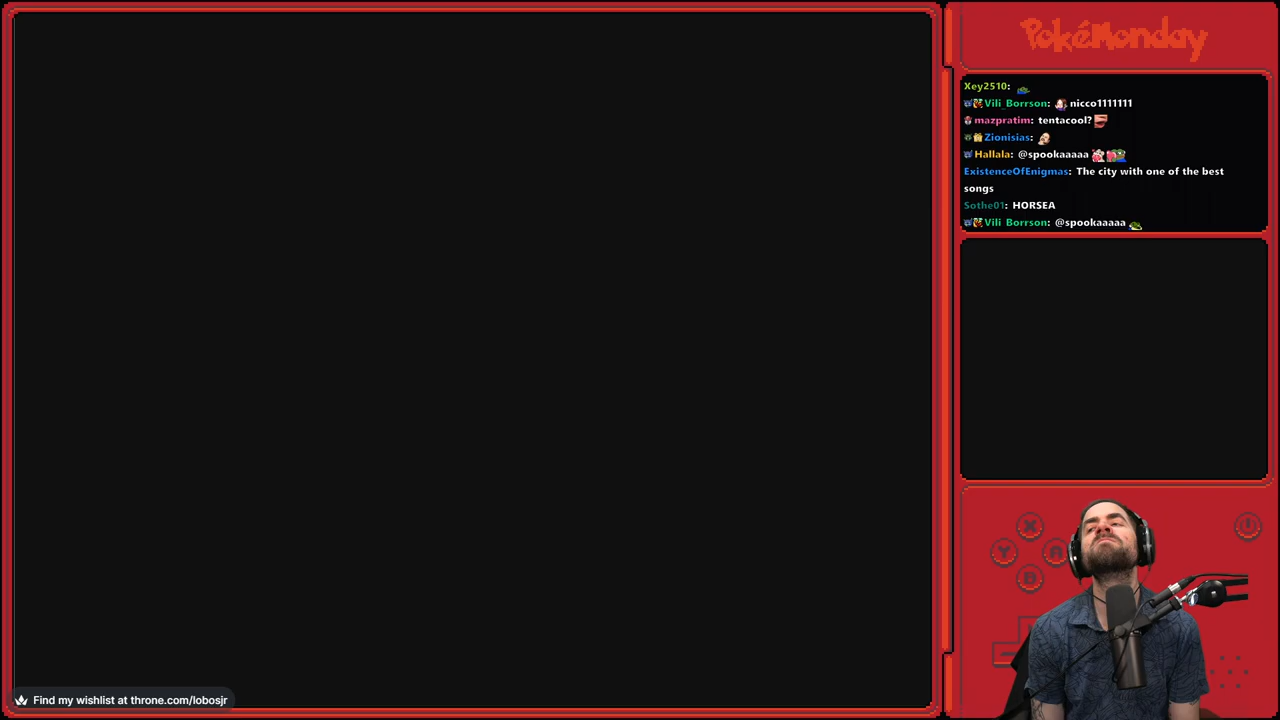 PokéMonday
Xey2510:
Vili_Borrson: nicco1111111
mazpratim: tentacool?
Zionisias:
Hallala: @spookaaaaa
ExistenceOfEnigmas: The city with one of the best
songs
Sothe01: HORSEA
Vili_Borrson: @spookaaaaa
X
Y A
B
Find my wishlist at throne.com/lobosjr